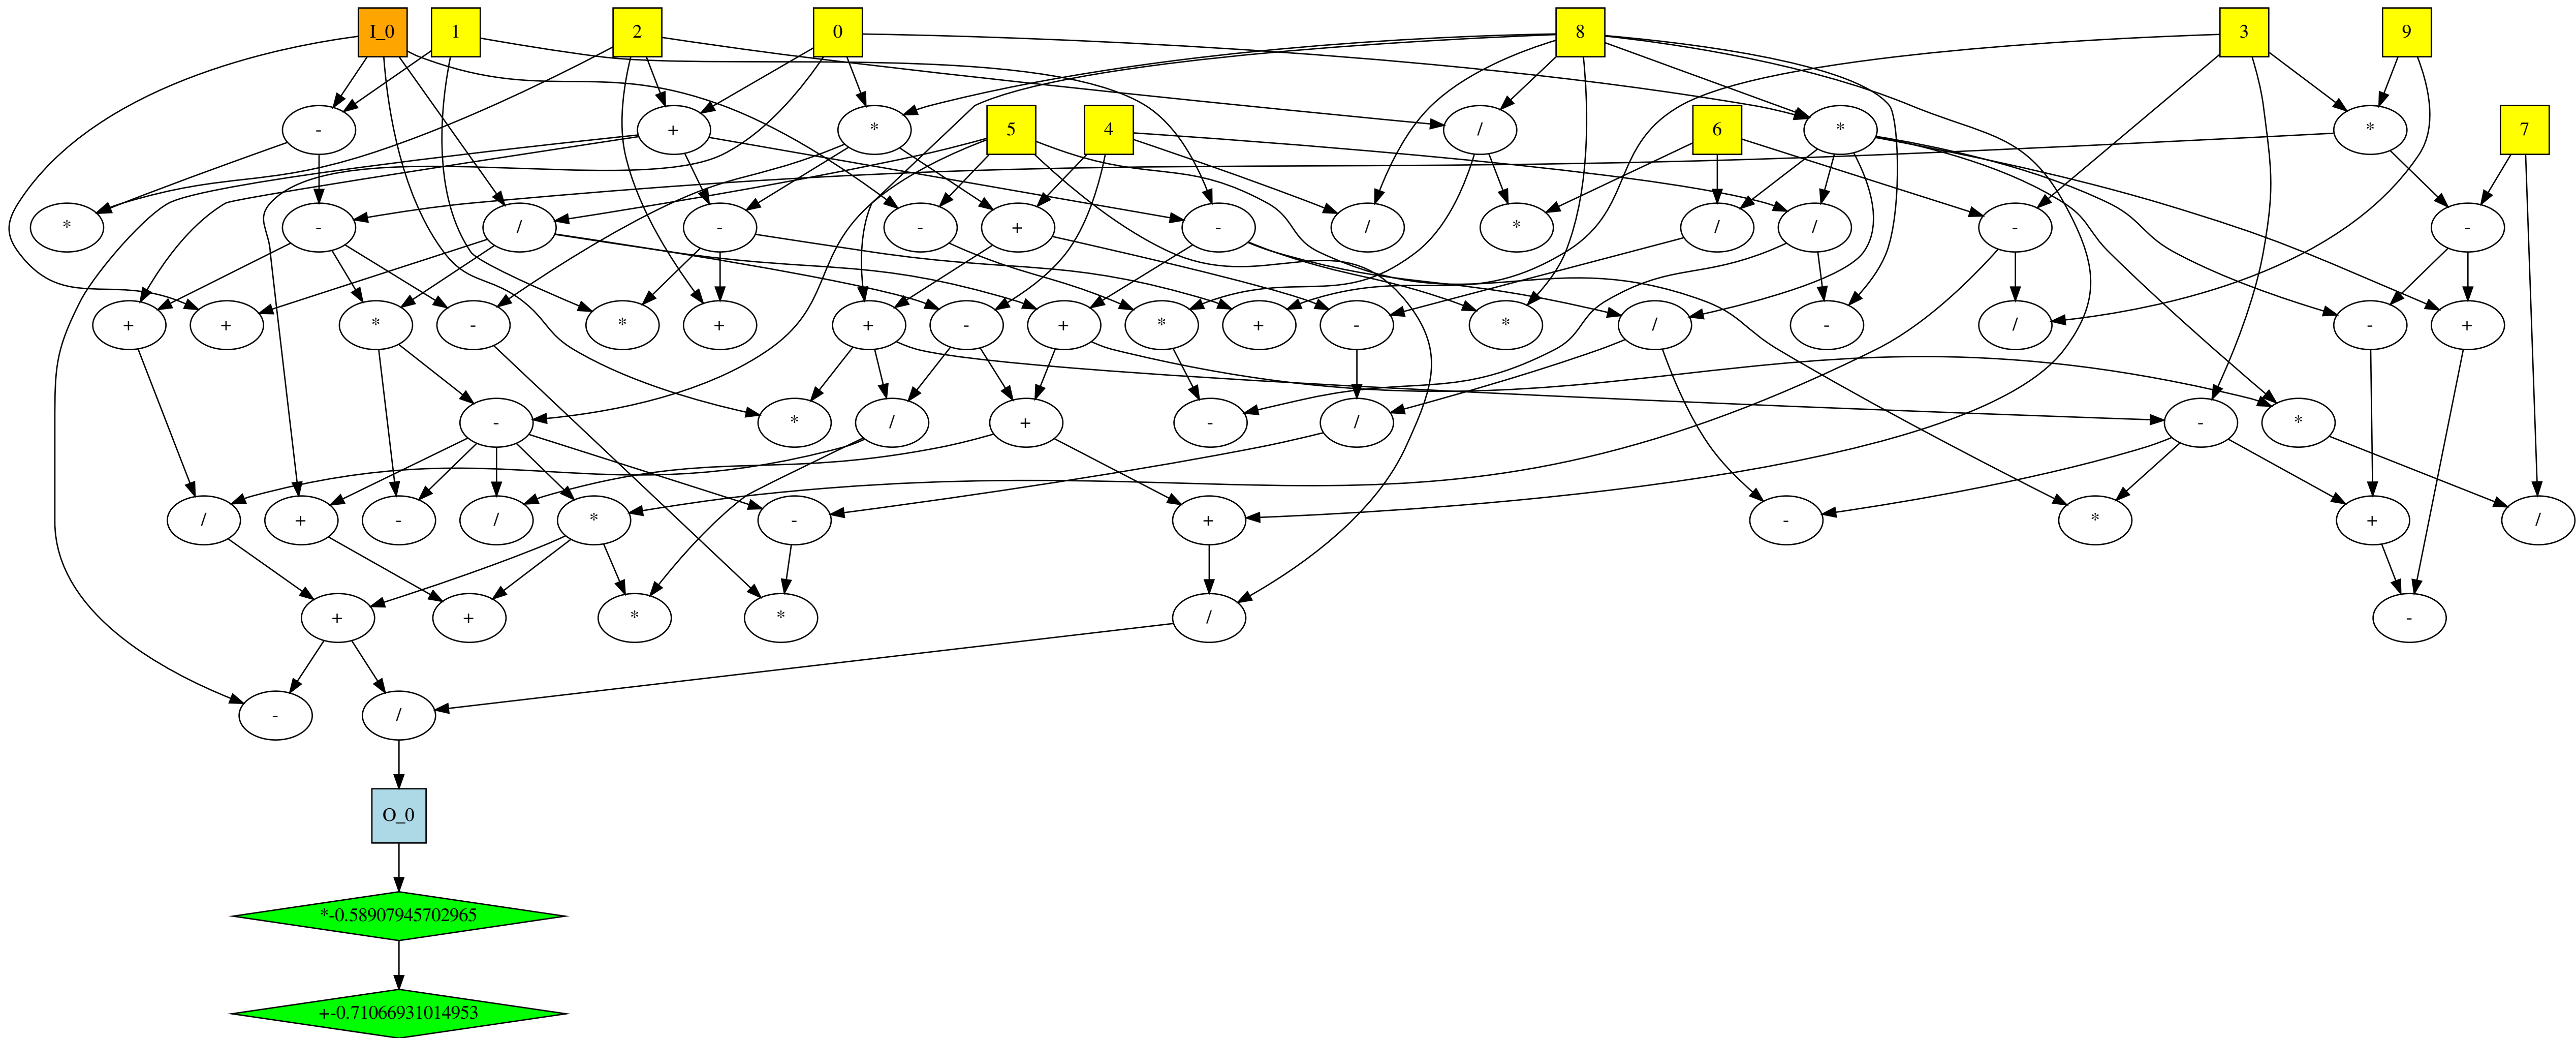 I_0 1 2 0 8 3 9
- + * / * *
5 4 6 7
* - / - - + - / * / / - -
+ + * - * + + - + * + - * / - / - +
- * / + - / - *
/ + - / * - + - * + /
+ + * * / -
- /
O_0
*-0.58907945702965
+-0.71066931014953